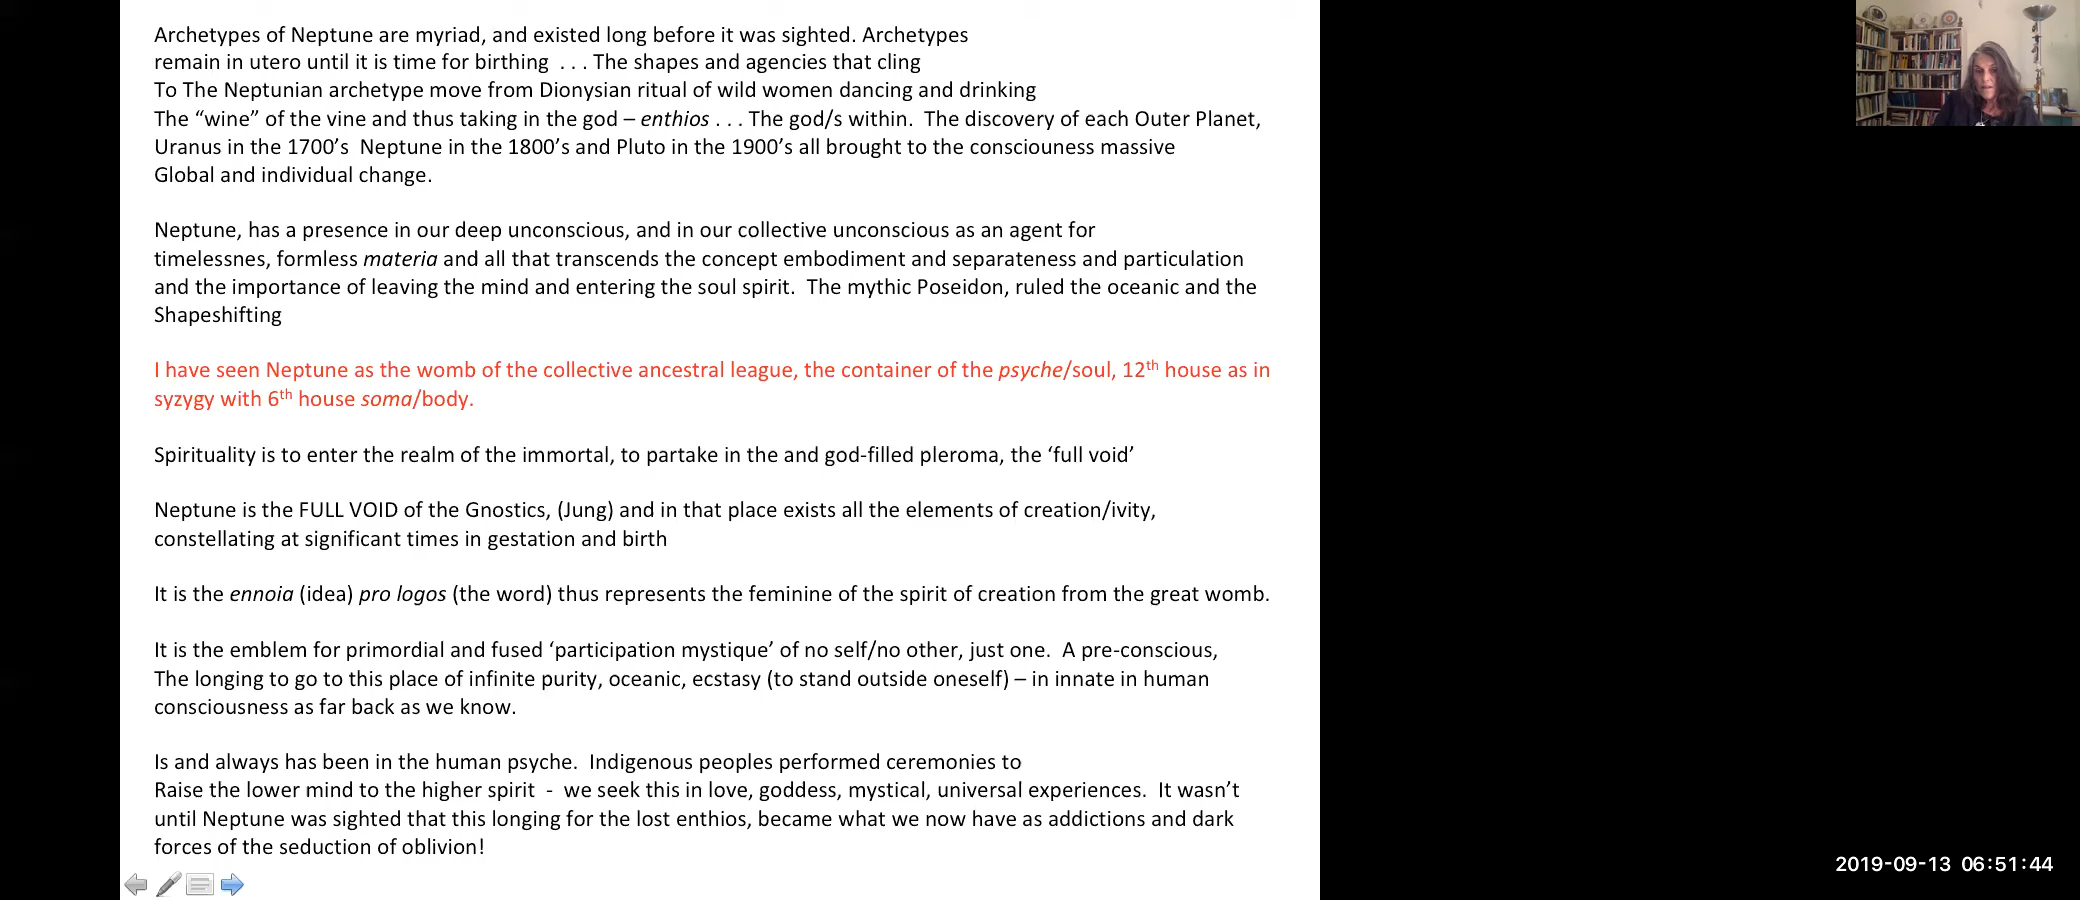 Archetypes of Neptune are myriad, and existed long before it was sighted. Archetypes
remain in utero until it is time for birthing  . . . The shapes and agencies that cling
To The Neptunian archetype move from Dionysian ritual of wild women dancing and drinking
The “wine” of the vine and thus taking in the god – enthios . . . The god/s within.  The discovery of each Outer Planet,
Uranus in the 1700’s  Neptune in the 1800’s and Pluto in the 1900’s all brought to the consciouness massive
Global and individual change.
Neptune, has a presence in our deep unconscious, and in our collective unconscious as an agent for
timelessnes, formless materia and all that transcends the concept embodiment and separateness and particulation
and the importance of leaving the mind and entering the soul spirit.  The mythic Poseidon, ruled the oceanic and the
Shapeshifting
I have seen Neptune as the womb of the collective ancestral league, the container of the psyche/soul, 12th house as in
syzygy with 6th house soma/body.
Spirituality is to enter the realm of the immortal, to partake in the and god-filled pleroma, the ‘full void’
Neptune is the FULL VOID of the Gnostics, (Jung) and in that place exists all the elements of creation/ivity,
constellating at significant times in gestation and birth
It is the ennoia (idea) pro logos (the word) thus represents the feminine of the spirit of creation from the great womb.
It is the emblem for primordial and fused ‘participation mystique’ of no self/no other, just one.  A pre-conscious,
The longing to go to this place of infinite purity, oceanic, ecstasy (to stand outside oneself) – in innate in human
consciousness as far back as we know.
Is and always has been in the human psyche.  Indigenous peoples performed ceremonies to
Raise the lower mind to the higher spirit  -  we seek this in love, goddess, mystical, universal experiences.  It wasn’t
until Neptune was sighted that this longing for the lost enthios, became what we now have as addictions and dark
forces of the seduction of oblivion!
2019-09-13 06:51:44